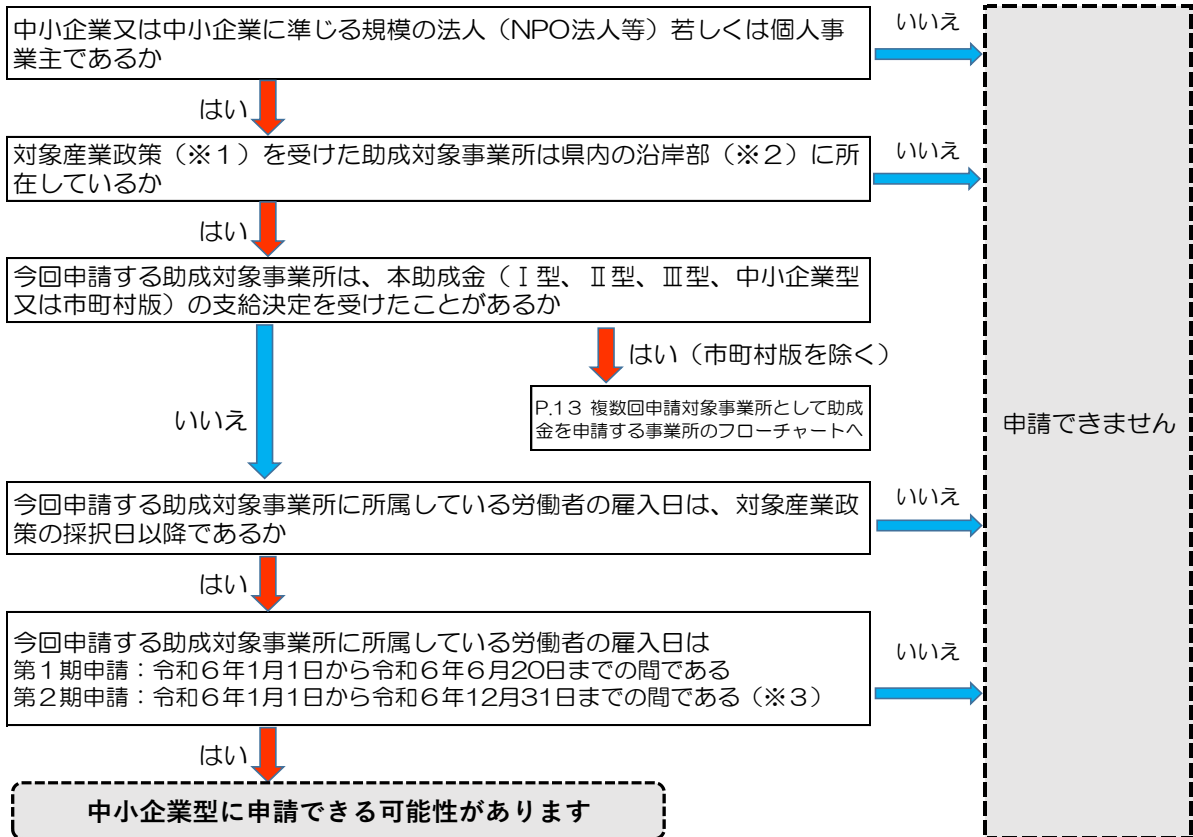 中小企業又は中小企業に準じる規模の法人（NPO法人等）若しくは個人事
業主であるか
いいえ
はい
対象産業政策（※１）を受けた助成対象事業所は県内の沿岸部（※２）に所
在しているか
いいえ
はい
今回申請する助成対象事業所は、本助成金（Ⅰ型、Ⅱ型、Ⅲ型、中小企業型
又は市町村版）の支給決定を受けたことがあるか
はい（市町村版を除く）
P.13 複数回申請対象事業所として助成
金を申請する事業所のフローチャートへ
いいえ
申請できません
今回申請する助成対象事業所に所属している労働者の雇入日は、対象産業政
策の採択日以降であるか
いいえ
はい
今回申請する助成対象事業所に所属している労働者の雇入日は
第１期申請：令和６年1月1日から令和６年６月20日までの間である
第２期申請：令和６年1月1日から令和６年12月31日までの間である（※３）
いいえ
はい
中小企業型に申請できる可能性があります